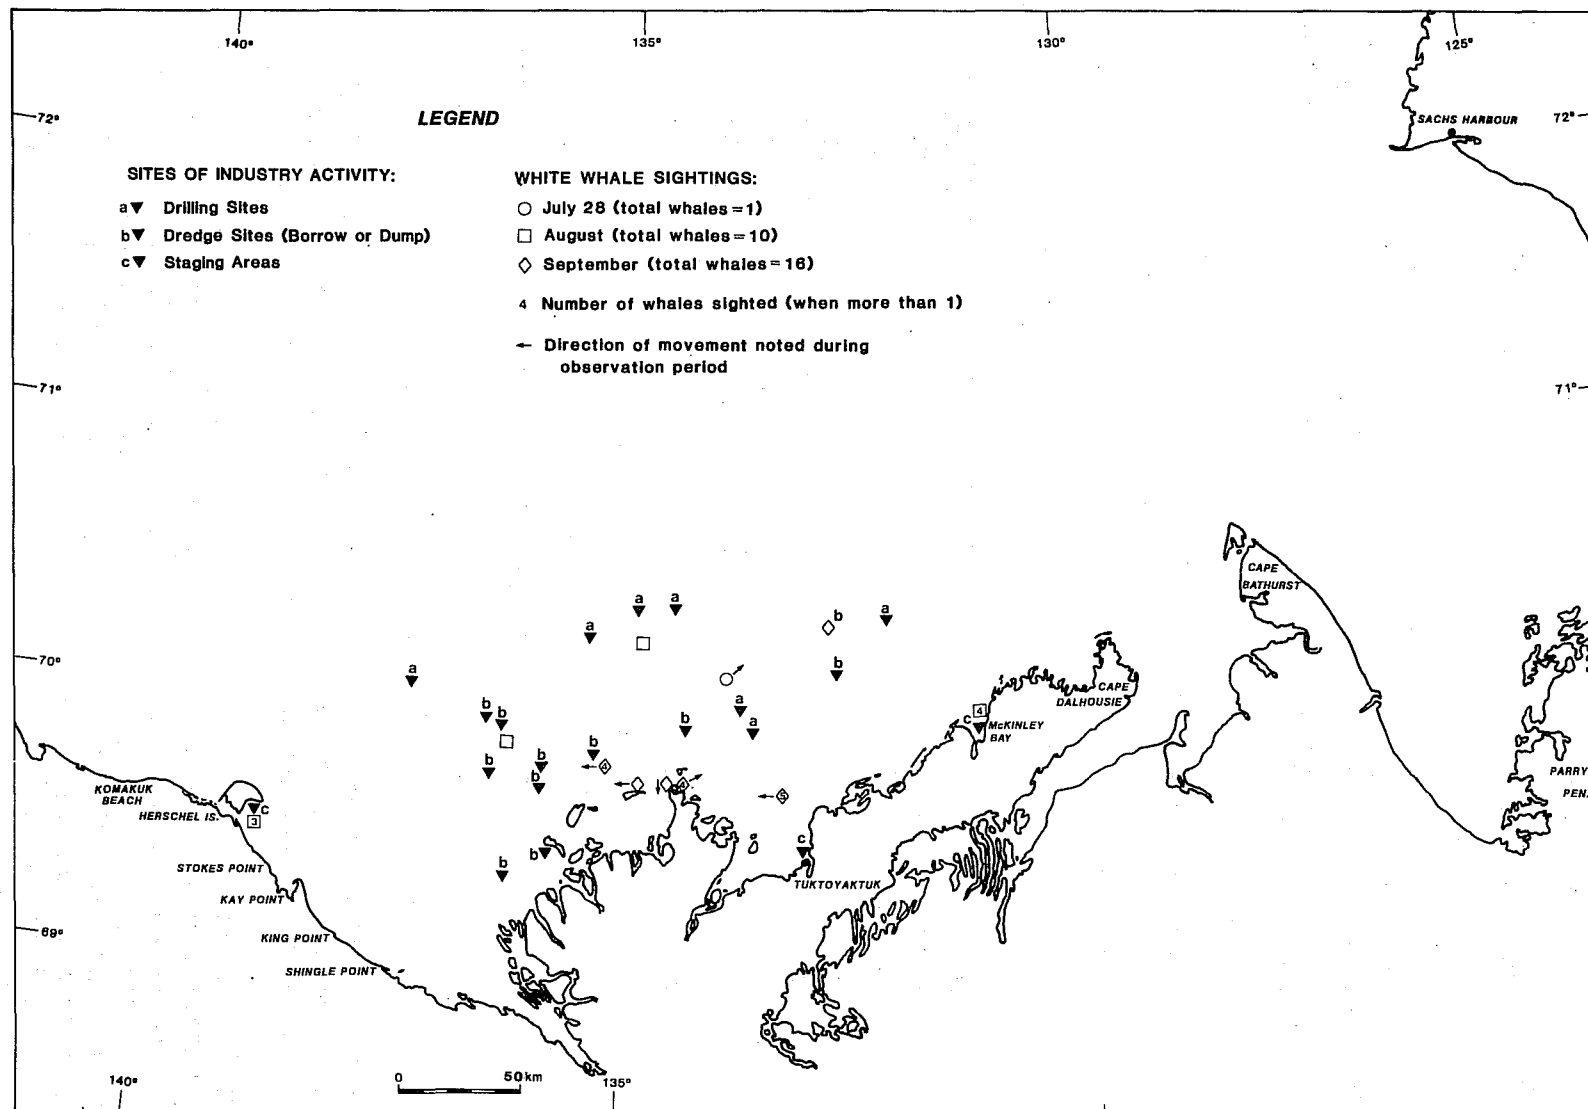 140°
135°
130°
125°
72°
LEGEND
SACHS HARBOUR
72°
SITES OF INDUSTRY ACTIVITY:
a Drilling Sites
b Dredge Sites (Borrow or Dump)
c Staging Areas
WHITE WHALE SIGHTINGS:
July 28 (total whales=1)
August (total whales=10)
September (total whales=16)
4 Number of whales sighted (when more than 1)
Direction of movement noted during
observation period
71°
71°
CAPE
BATHURST
a
a
a
b
a
70°
a
b
a
CAPE
DALHOUSIE
b
b
b
a
4
c
McKINLEY
BAY
b
b
4
b
b
4
5
PARRY
PEN.
KOMAKUK
BEACH
HERSCHEL IS.
c
3
STOKES POINT
b
b
c
TUKTOYAKTUK
KAY POINT
69°
KING POINT
SHINGLE POINT
140°
0
50km
135°